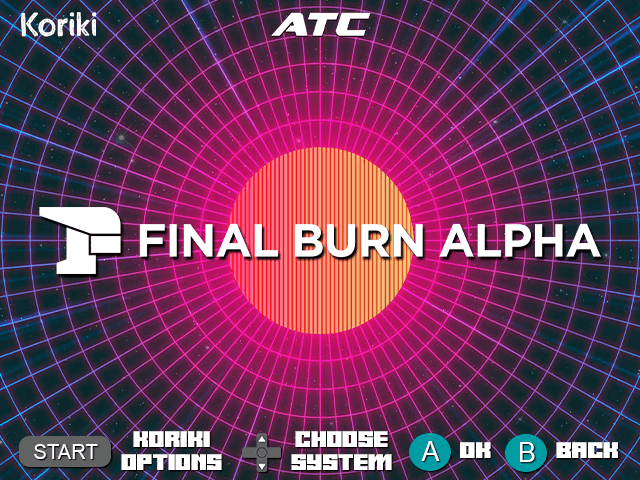 Koriki
ATC
FINAL BURN ALPHA
START
KORIKI
OPTIONS
CHOOSE
SYSTEM
A
OK
B
BACK